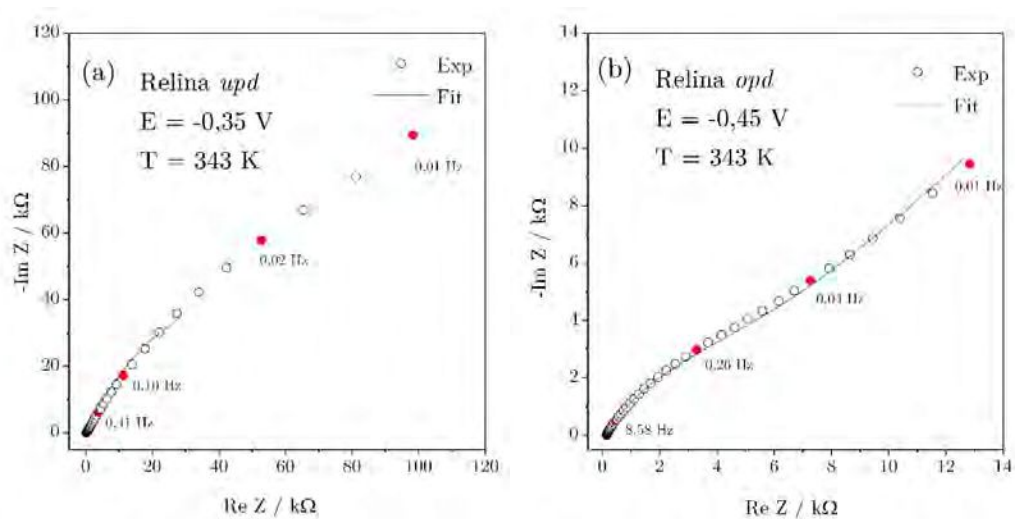 120
100
80
60
40
20
0
-Im Z / kΩ
(a)
Relina upd
E = -0,35 V
T = 343 K
Exp
Fit
0.01 Hz
0.02 Hz
0.10 Hz
0.41 Hz
0 20 40 60 80 100 120
Re Z / kΩ
14
12
10
8
6
4
2
0
-Im Z / kΩ
(b)
Relina opd
E = -0,45 V
T = 343 K
Exp
Fit
0.01 Hz
0.04 Hz
0.26 Hz
8.58 Hz
0 2 4 6 8 10 12 14
Re Z / kΩ